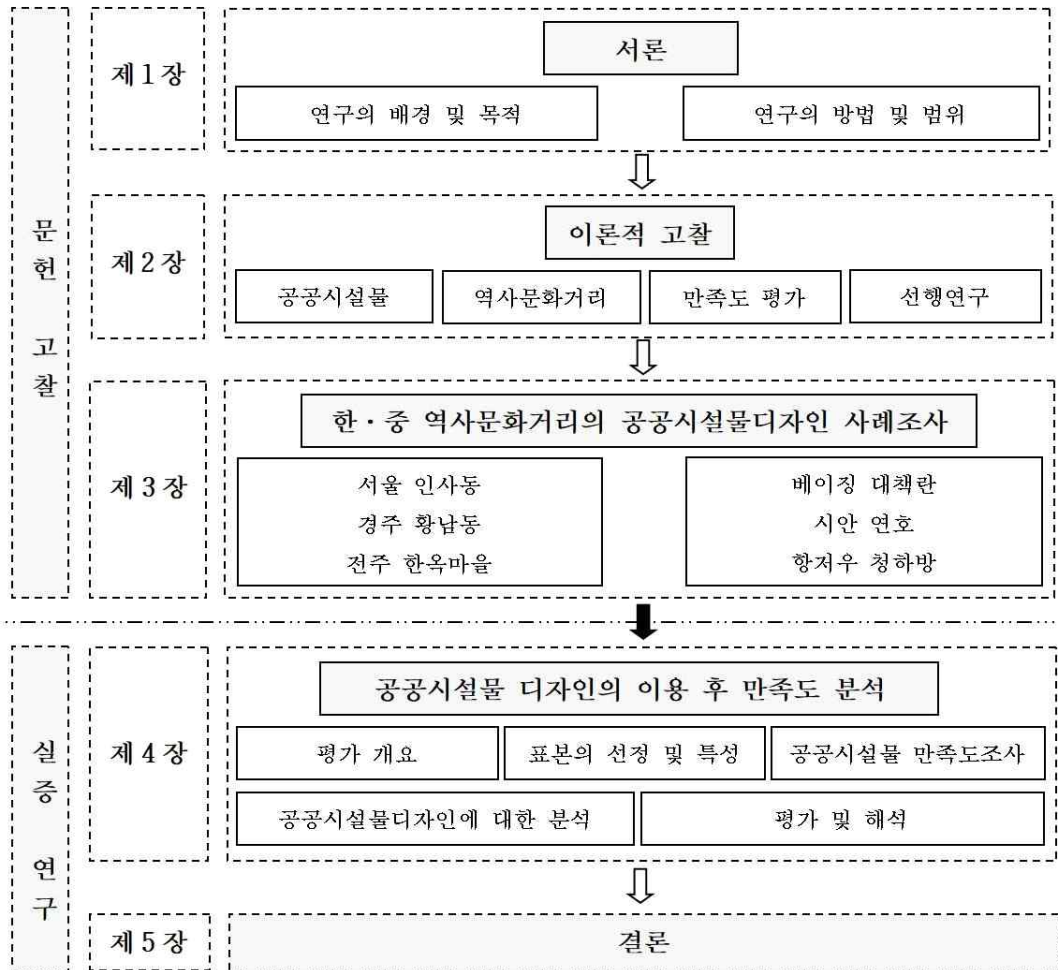 문헌 고찰
제1장
서론
연구의 배경 및 목적
연구의 방법 및 범위
제2장
이론적 고찰
공공시설물
역사문화거리
만족도 평가
선행연구
제3장
한·중 역사문화거리의 공공시설물디자인 사례조사
서울 인사동
경주 황남동
전주 한옥마을
베이징 대책란
시안 연호
항저우 청하방
실증 연구
제4장
공공시설물 디자인의 이용 후 만족도 분석
평가 개요
표본의 선정 및 특성
공공시설물 만족도조사
공공시설물디자인에 대한 분석
평가 및 해석
제5장
결론